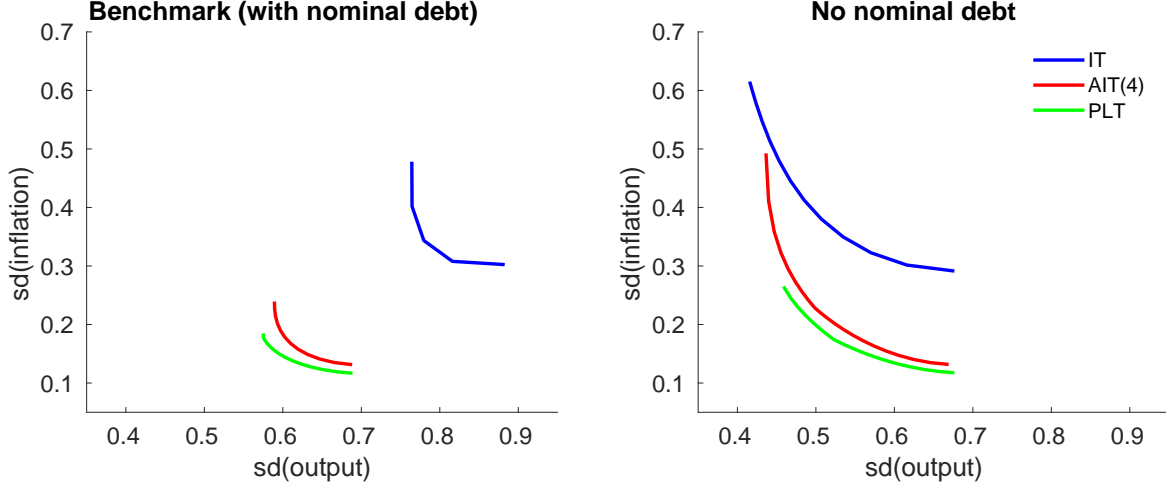 Benchmark (with nominal debt)
0.7
0.6
0.5
0.4
0.3
0.2
0.1
sd(inflation)
0.4 0.5 0.6 0.7 0.8 0.9
sd(output)
No nominal debt
0.7
0.6
0.5
0.4
0.3
0.2
0.1
sd(inflation)
IT
AIT(4)
PLT
0.4 0.5 0.6 0.7 0.8 0.9
sd(output)